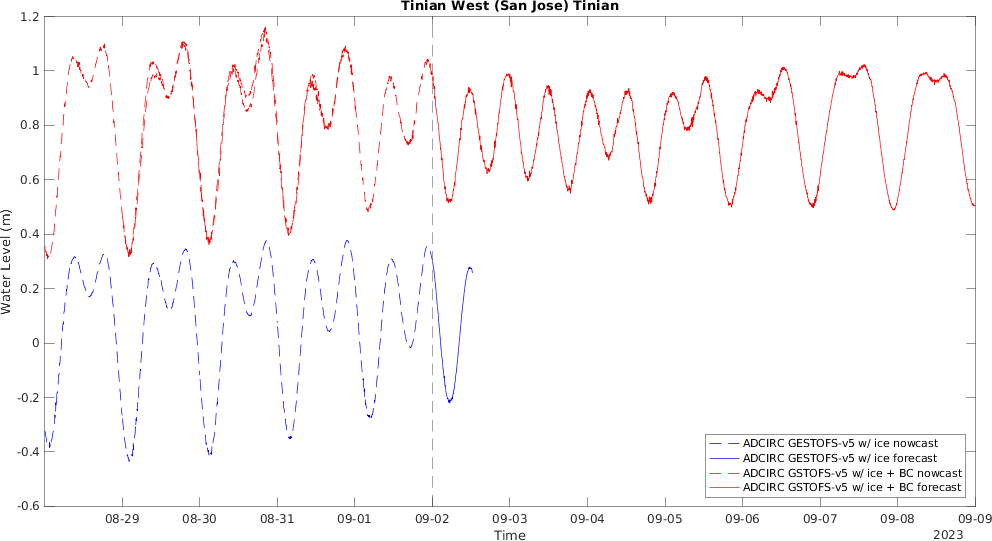 Tinian West (San Jose) Tinian
Water Level (m)
1.2
1
0.8
0.6
0.4
0.2
0
-0.2
-0.4
-0.6
ADCIRC GESTOFS-v5 w/ ice nowcast
ADCIRC GESTOFS-v5 w/ ice forecast
ADCIRC GSTOFS-v5 w/ ice + BC nowcast
ADCIRC GSTOFS-v5 w/ ice + BC forecast
08-29 08-30 08-31 09-01 09-02 09-03 09-04 09-05 09-06 09-07 09-08 09-09
Time
2023